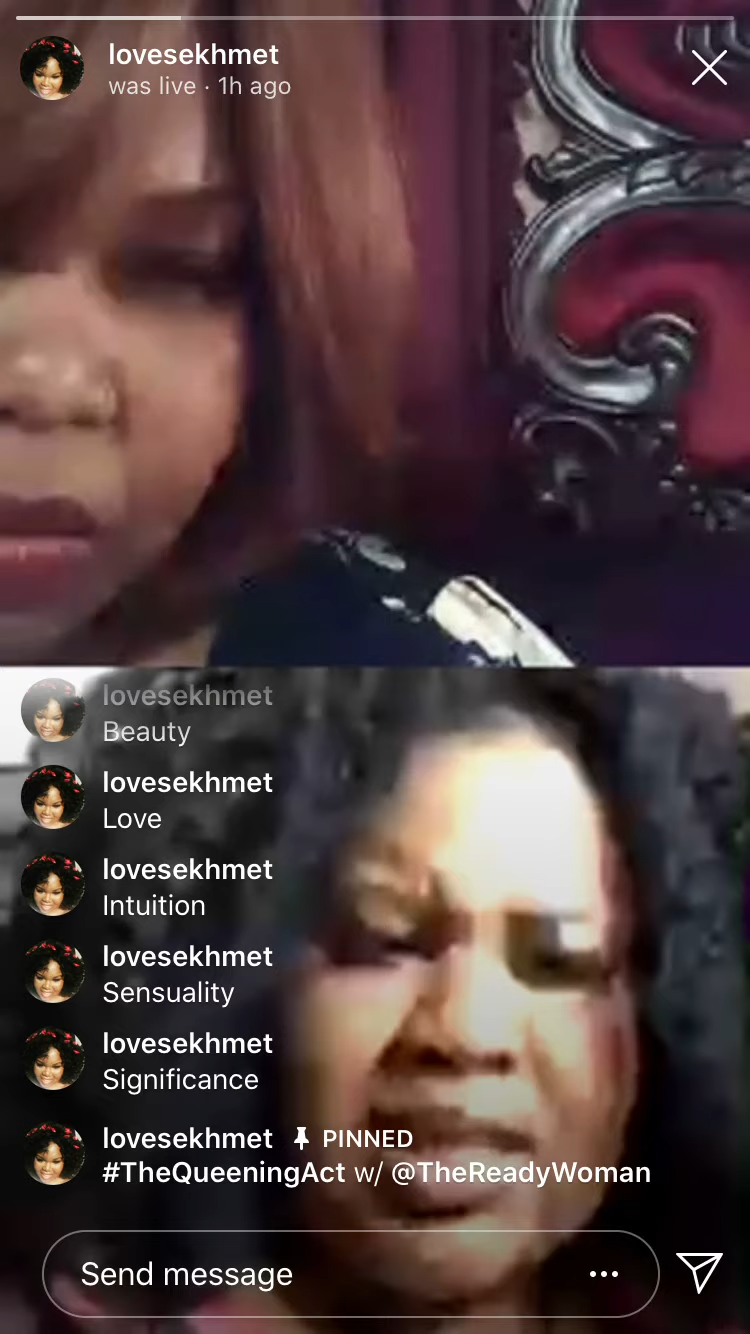 lovesekhmet
was live · 1h ago
lovesekhmet
Beauty
lovesekhmet
Love
lovesekhmet
Intuition
lovesekhmet
Sensuality
lovesekhmet
Significance
lovesekhmet PINNED
#TheQueeningAct w/ @TheReadyWoman
Send message